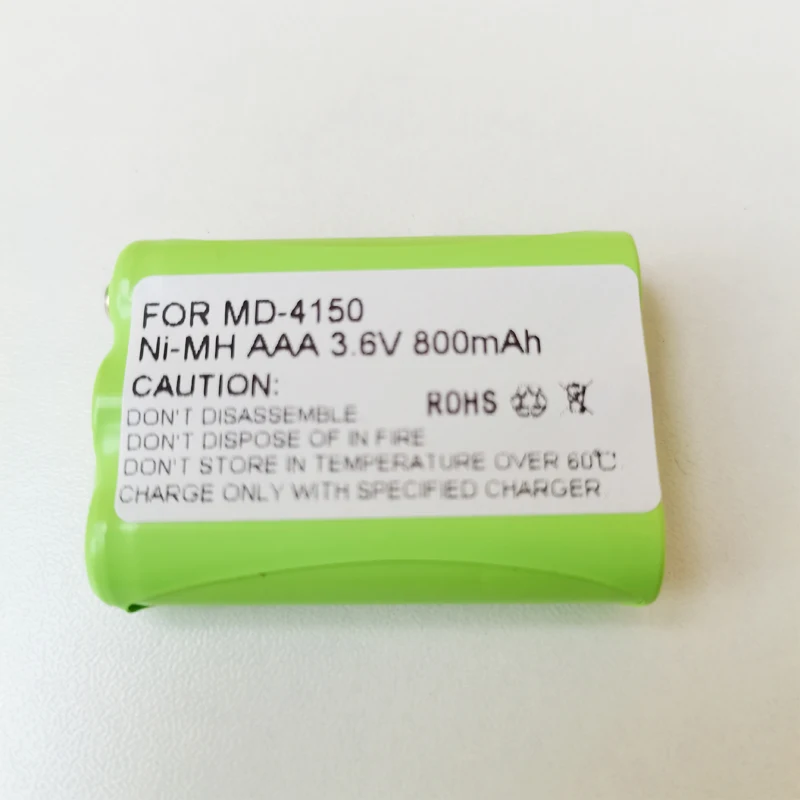 FOR MD-4150
Ni-MH AAA 3.6V 800mAh
CAUTION:
ROHS
DON'T DISASSEMBLE
DON'T DISPOSE OF IN FIRE
DON'T STORE IN TEMPERATURE OVER 60℃
CHARGE ONLY WITH SPECIFIED CHARGER